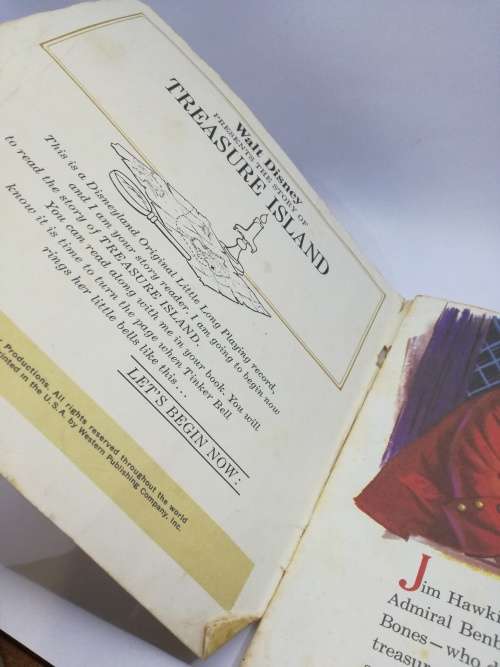 Walt Disney
PRESENTS THE STORY OF
TREASURE ISLAND
This is a Disneyland Original Little Long Playing record,
and I am your story reader. I am going to begin now
to read the story of TREASURE ISLAND.
You can read along with me in your book. You will
know it is time to turn the page when Tinker Bell
rings her little bells like this . . .
LET'S BEGIN NOW:
Productions. All rights reserved throughout the world
in the U.S.A. by Western Publishing Company, Inc.
Jim
Admiral
Bones—who